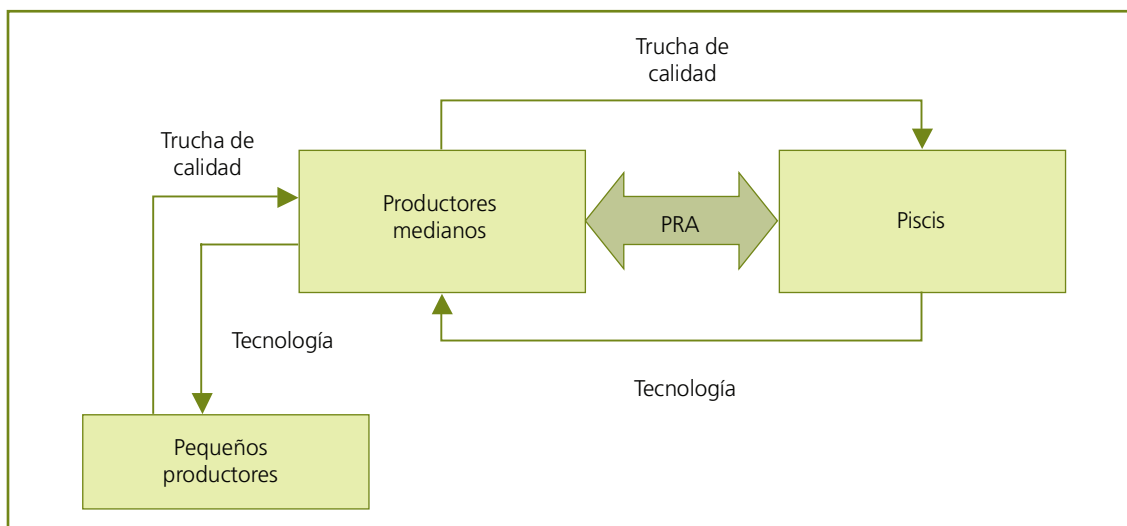 Trucha de
calidad
Trucha de
calidad
Productores
medianos
PRA
Piscis
Tecnología
Tecnología
Pequeños
productores